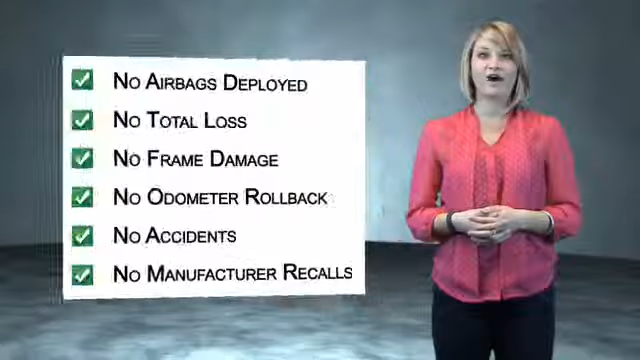 No Airbags Deployed
No Total Loss
No Frame Damage
No Odometer Rollback
No Accidents
No Manufacturer Recalls